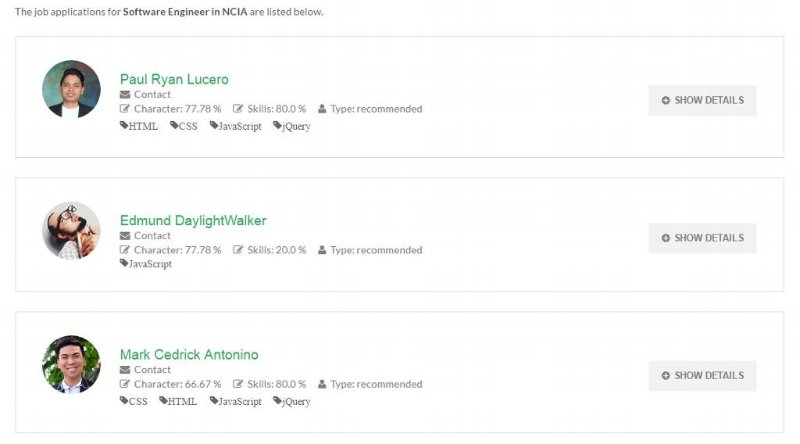 The job applications for Software Engineer in NCIA are listed below.
Paul Ryan Lucero
Contact
Character: 77.78 % Skills: 80.0 % Type: recommended
HTML CSS JavaScript jQuery
SHOW DETAILS
Edmund DaylightWalker
Contact
Character: 77.78 % Skills: 20.0 % Type: recommended
JavaScript
SHOW DETAILS
Mark Cedrick Antonino
Contact
Character: 66.67 % Skills: 80.0 % Type: recommended
CSS HTML JavaScript jQuery
SHOW DETAILS